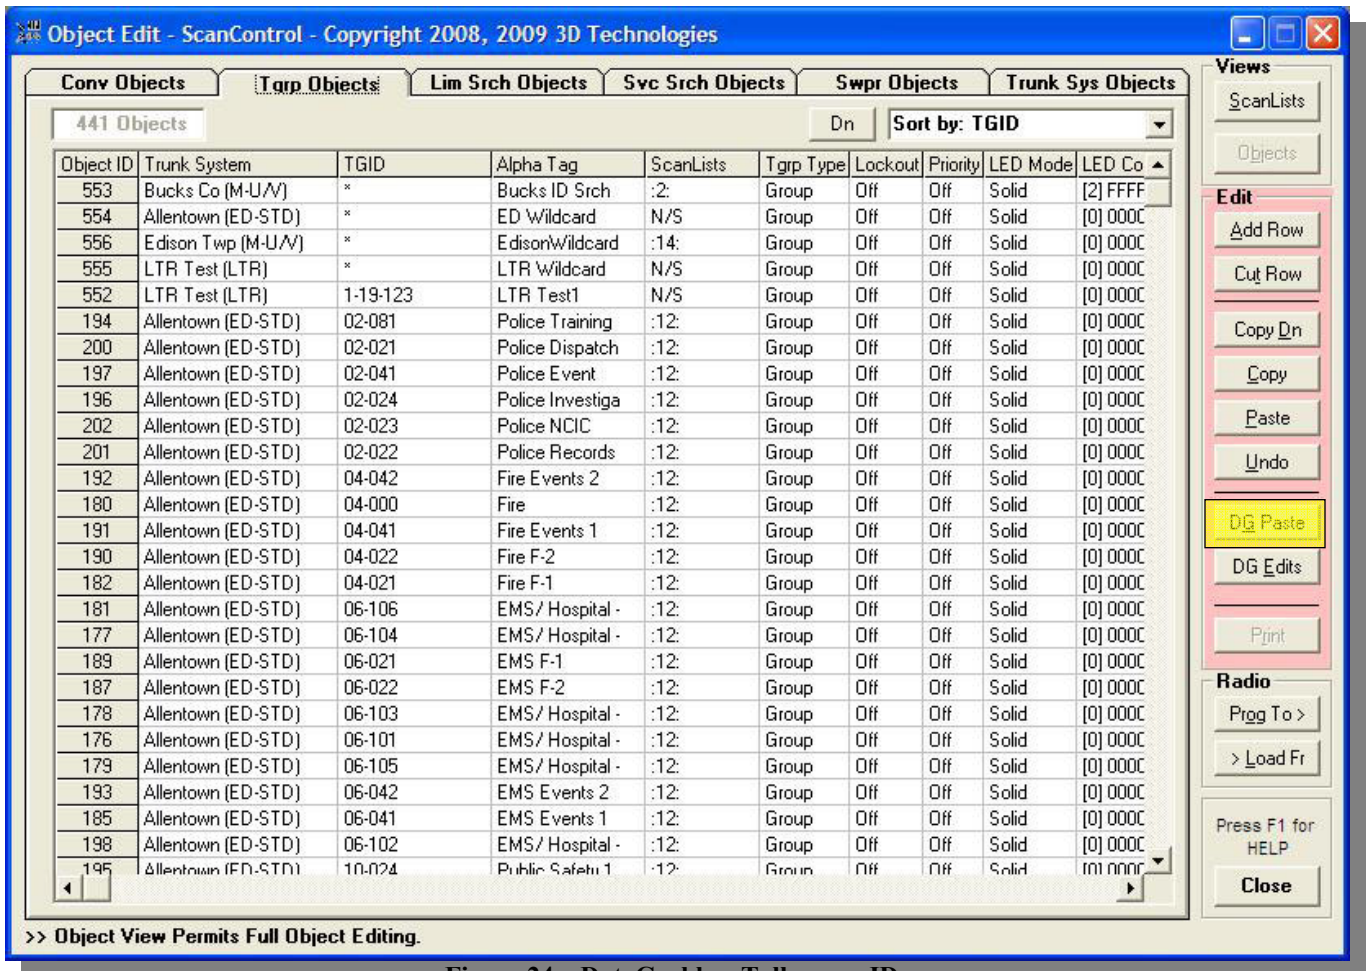 Object Edit - ScanControl - Copyright 2008, 2009 3D Technologies
Conv Objects Tgrp Objects Lim Srch Objects Svc Srch Objects Swpr Objects Trunk Sys Objects
441 Objects Dn Sort by: TGID
Object ID Trunk System TGID Alpha Tag ScanLists Tgrp Type Lockout Priority LED Mode LED Co
553 Bucks Co (M-U/V) * Bucks ID Srch :2: Group Off Off Solid [2] FFFF
554 Allentown (ED-STD) * ED Wildcard N/S Group Off Off Solid [0] 000C
556 Edison Twp (M-U/V) * EdisonWildcard :14: Group Off Off Solid [0] 000C
555 LTR Test (LTR) * LTR Wildcard N/S Group Off Off Solid [0] 000C
552 LTR Test (LTR) 1-19-123 LTR Test1 N/S Group Off Off Solid [0] 000C
194 Allentown (ED-STD) 02-081 Police Training :12: Group Off Off Solid [0] 000C
200 Allentown (ED-STD) 02-021 Police Dispatch :12: Group Off Off Solid [0] 000C
197 Allentown (ED-STD) 02-041 Police Event :12: Group Off Off Solid [0] 000C
196 Allentown (ED-STD) 02-024 Police Investiga :12: Group Off Off Solid [0] 000C
202 Allentown (ED-STD) 02-023 Police NCIC :12: Group Off Off Solid [0] 000C
201 Allentown (ED-STD) 02-022 Police Records :12: Group Off Off Solid [0] 000C
192 Allentown (ED-STD) 04-042 Fire Events 2 :12: Group Off Off Solid [0] 000C
180 Allentown (ED-STD) 04-000 Fire :12: Group Off Off Solid [0] 000C
191 Allentown (ED-STD) 04-041 Fire Events 1 :12: Group Off Off Solid [0] 000C
190 Allentown (ED-STD) 04-022 Fire F-2 :12: Group Off Off Solid [0] 000C
182 Allentown (ED-STD) 04-021 Fire F-1 :12: Group Off Off Solid [0] 000C
181 Allentown (ED-STD) 06-106 EMS/ Hospital - :12: Group Off Off Solid [0] 000C
177 Allentown (ED-STD) 06-104 EMS/ Hospital - :12: Group Off Off Solid [0] 000C
189 Allentown (ED-STD) 06-021 EMS F-1 :12: Group Off Off Solid [0] 000C
187 Allentown (ED-STD) 06-022 EMS F-2 :12: Group Off Off Solid [0] 000C
178 Allentown (ED-STD) 06-103 EMS/ Hospital - :12: Group Off Off Solid [0] 000C
176 Allentown (ED-STD) 06-101 EMS/ Hospital - :12: Group Off Off Solid [0] 000C
179 Allentown (ED-STD) 06-105 EMS/ Hospital - :12: Group Off Off Solid [0] 000C
193 Allentown (ED-STD) 06-042 EMS Events 2 :12: Group Off Off Solid [0] 000C
185 Allentown (ED-STD) 06-041 EMS Events 1 :12: Group Off Off Solid [0] 000C
198 Allentown (ED-STD) 06-102 EMS/ Hospital - :12: Group Off Off Solid [0] 000C
195 Allentown (ED-STD) 10-024 Public Safety 1 :12: Group Off Off Solid [0] 000C
>> Object View Permits Full Object Editing.
Views
ScanLists
Objects
Edit
Add Row
Cut Row
Copy Dn
Copy
Paste
Undo
DG Paste
DG Edits
Print
Radio
Prog To >
> Load Fr
Press F1 for
HELP
Close